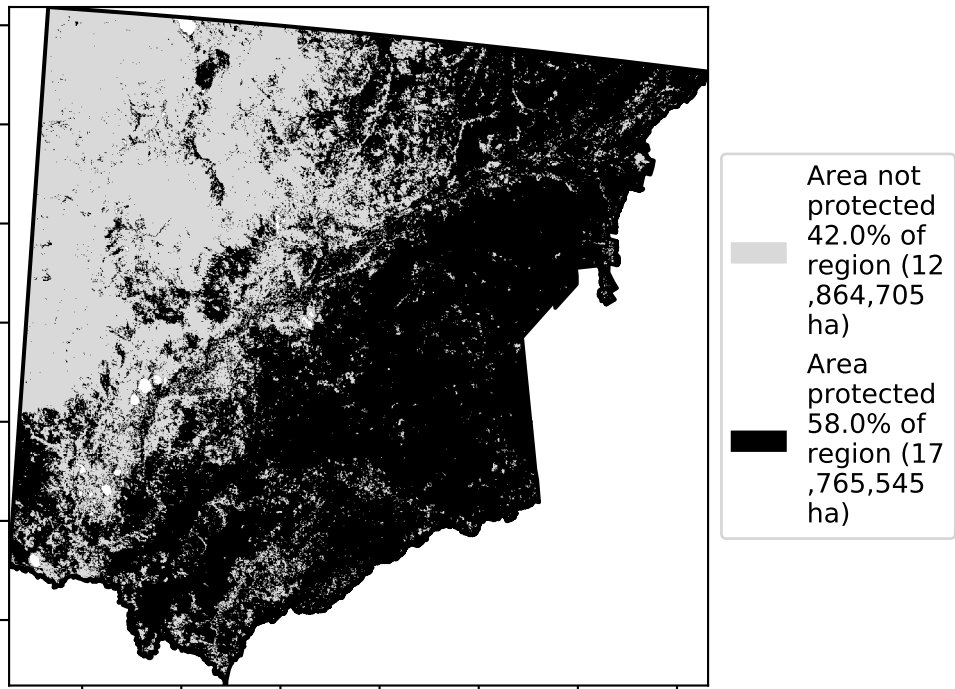 Area not
protected
42.0% of
region (12
,864,705
ha)
Area
protected
58.0% of
region (17
,765,545
ha)